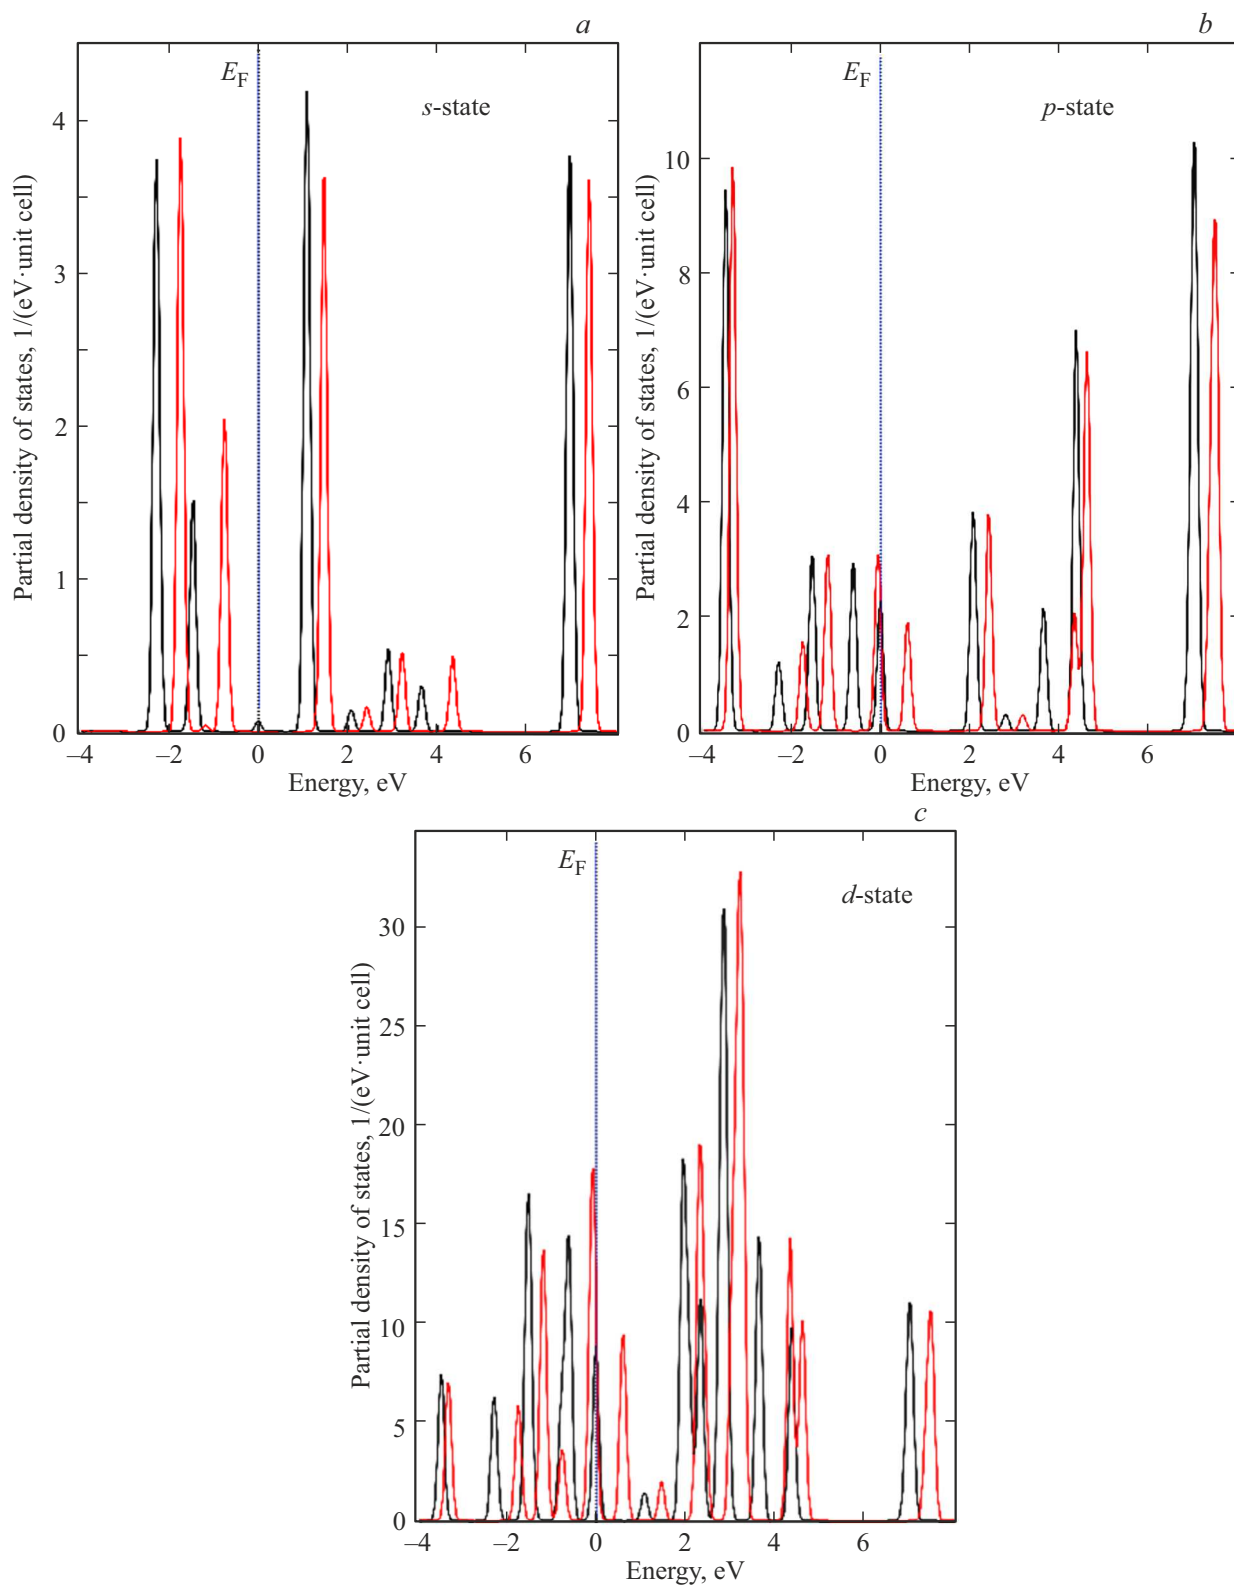 a
E_F
s-state
4
3
2
1
0
Partial density of states, 1/(eV·unit cell)
–4 –2 0 2 4 6
Energy, eV
b
E_F
p-state
10
8
6
4
2
0
Partial density of states, 1/(eV·unit cell)
–4 –2 0 2 4 6
Energy, eV
c
E_F
d-state
30
25
20
15
10
5
0
Partial density of states, 1/(eV·unit cell)
–4 –2 0 2 4 6
Energy, eV